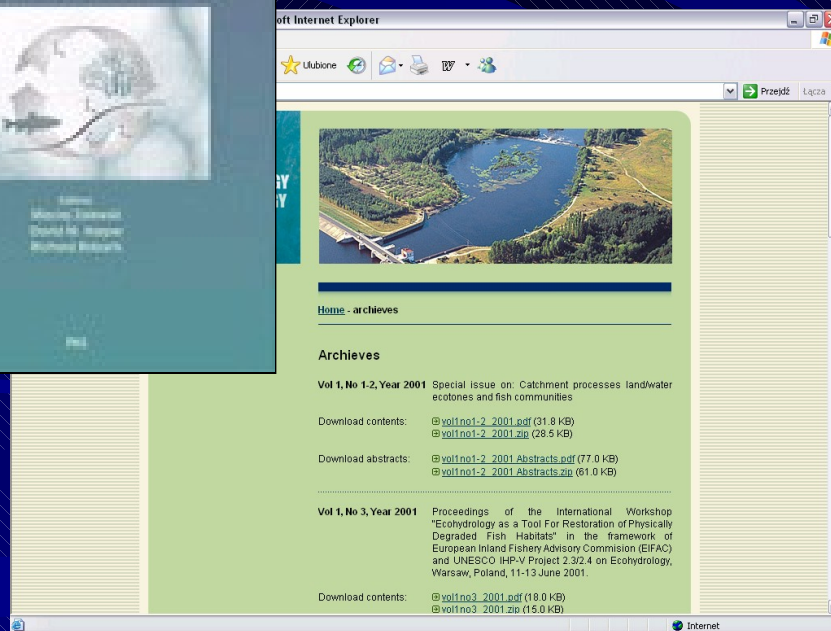 oft Internet Explorer
Ulubione
Przejdź Łącza
GY
GY
Home - archieves
Archieves
Vol 1, No 1-2, Year 2001 Special issue on: Catchment processes land/water
ecotones and fish communities
Download contents: vol1no1-2_2001.pdf (31.8 KB)
vol1no1-2_2001.zip (28.5 KB)
Download abstracts: vol1no1-2_2001 Abstracts.pdf (77.0 KB)
vol1no1-2_2001 Abstracts.zip (61.0 KB)
Vol 1, No 3, Year 2001 Proceedings of the International Workshop
"Ecohydrology as a Tool For Restoration of Physically
Degraded Fish Habitats" in the framework of
European Inland Fishery Advisory Commision (EIFAC)
and UNESCO IHP-V Project 2.3/2.4 on Ecohydrology,
Warsaw, Poland, 11-13 June 2001.
Download contents: vol1no3_2001.pdf (18.0 KB)
vol1no3_2001.zip (15.0 KB)
Internet